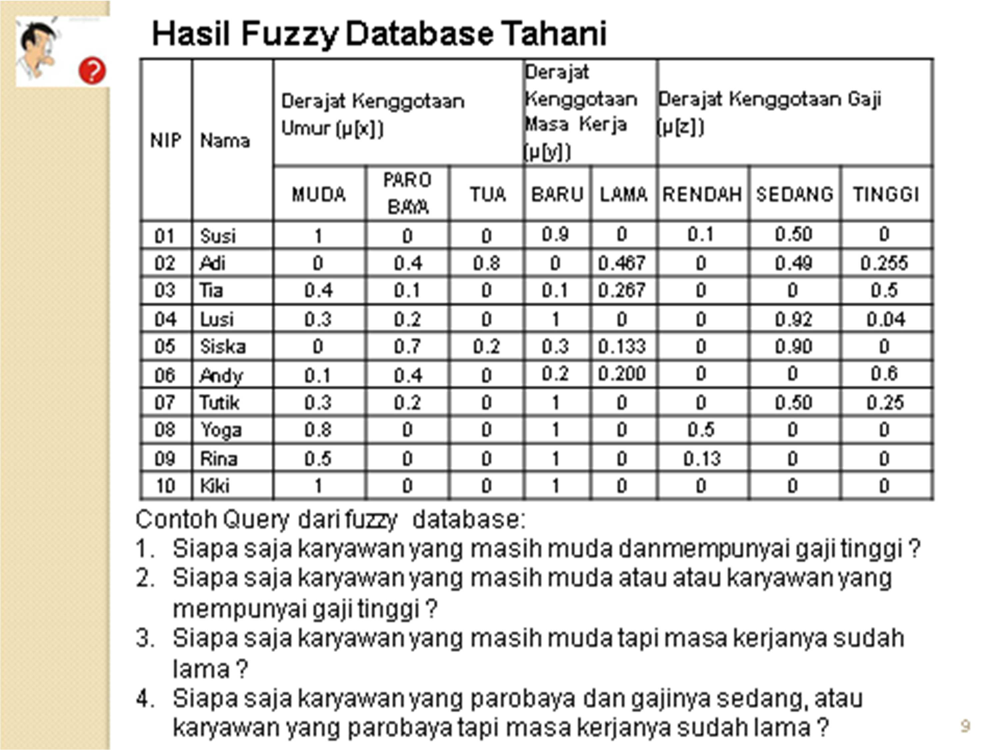 Hasil Fuzzy Database Tahani
NIP Nama Derajat Kenggotaan Umur (µ[x]) Derajat Kenggotaan Masa Kerja (µ[y]) Derajat Kenggotaan Gaji (µ[z])
MUDA PARO BAYA TUA BARU LAMA RENDAH SEDANG TINGGI
01 Susi 1 0 0 0.9 0 0.1 0.50 0
02 Adi 0 0.4 0.8 0 0.467 0 0.49 0.255
03 Tia 0.4 0.1 0 0.1 0.267 0 0 0.5
04 Lusi 0.3 0.2 0 1 0 0 0.92 0.04
05 Siska 0 0.7 0.2 0.3 0.133 0 0.90 0
06 Andy 0.1 0.4 0 0.2 0.200 0 0 0.6
07 Tutik 0.3 0.2 0 1 0 0 0.50 0.25
08 Yoga 0.8 0 0 1 0 0.5 0 0
09 Rina 0.5 0 0 1 0 0.13 0 0
10 Kiki 1 0 0 1 0 0 0 0
Contoh Query dari fuzzy database:
1. Siapa saja karyawan yang masih muda danmempunyai gaji tinggi ?
2. Siapa saja karyawan yang masih muda atau atau karyawan yang
mempunyai gaji tinggi ?
3. Siapa saja karyawan yang masih muda tapi masa kerjanya sudah
lama ?
4. Siapa saja karyawan yang parobaya dan gajinya sedang, atau
karyawan yang parobaya tapi masa kerjanya sudah lama ?
9